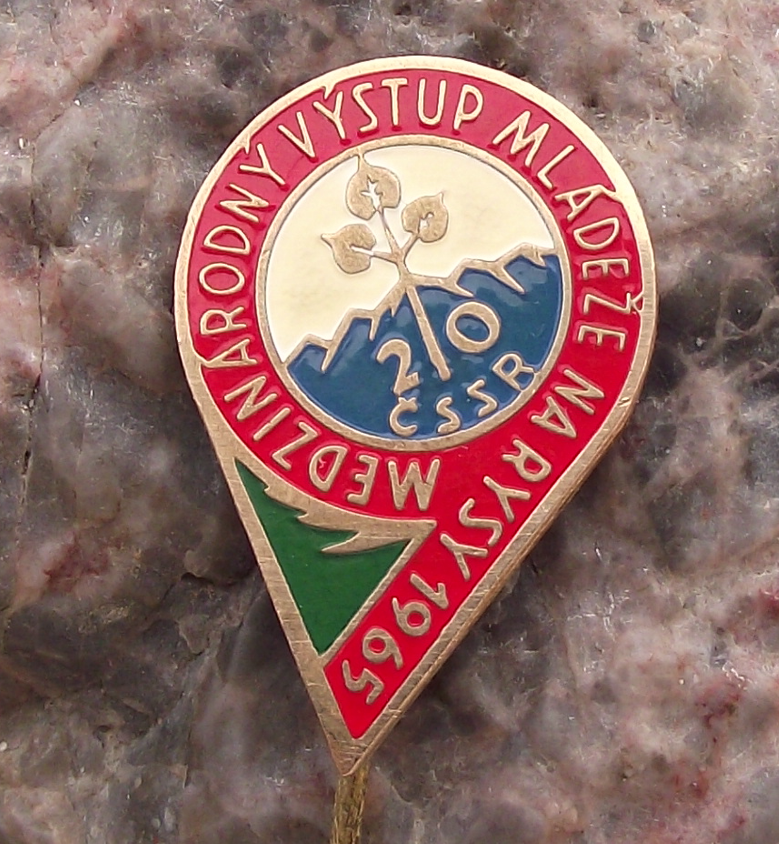 MEDZINÁRODNÝ VÝSTUP MLÁDEŽE NA RYSY 1965
20
ČSSR